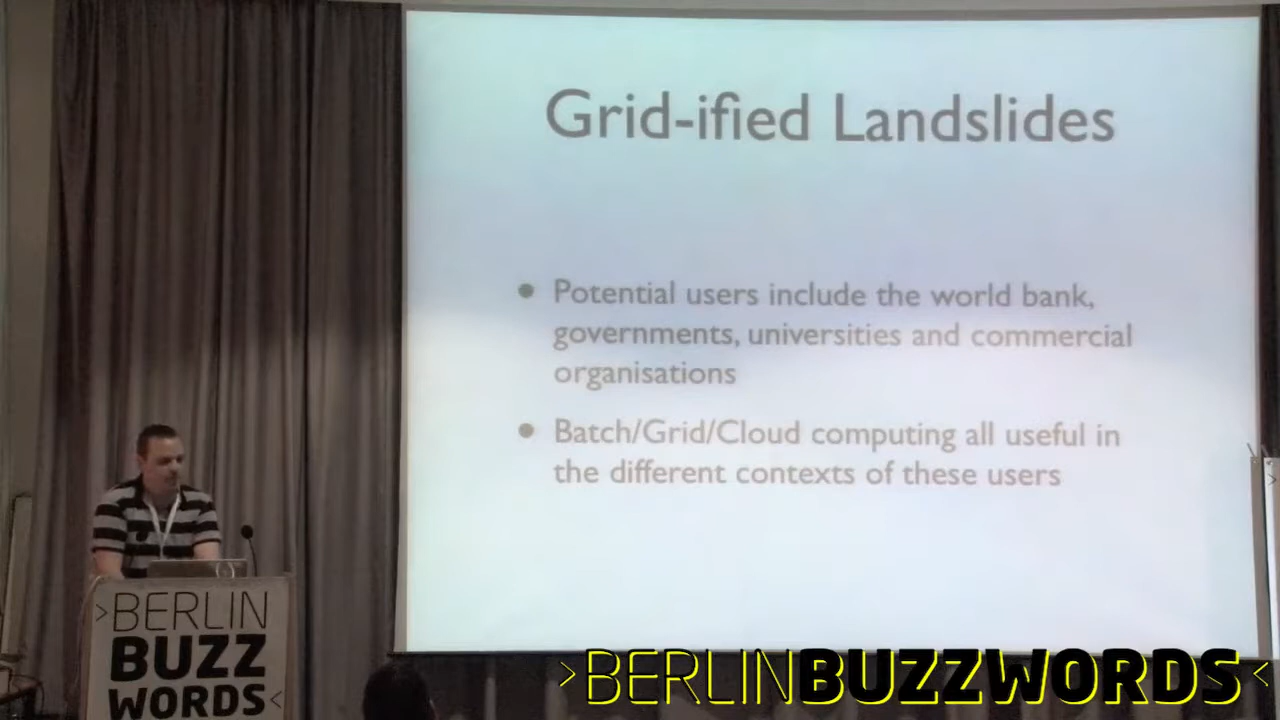 Grid-ified Landslides
• Potential users include the world bank,
governments, universities and commercial
organisations
• Batch/Grid/Cloud computing all useful in
the different contexts of these users
>BERLIN
BUZZ
WORDS<
>BERLINBUZZWORDS<